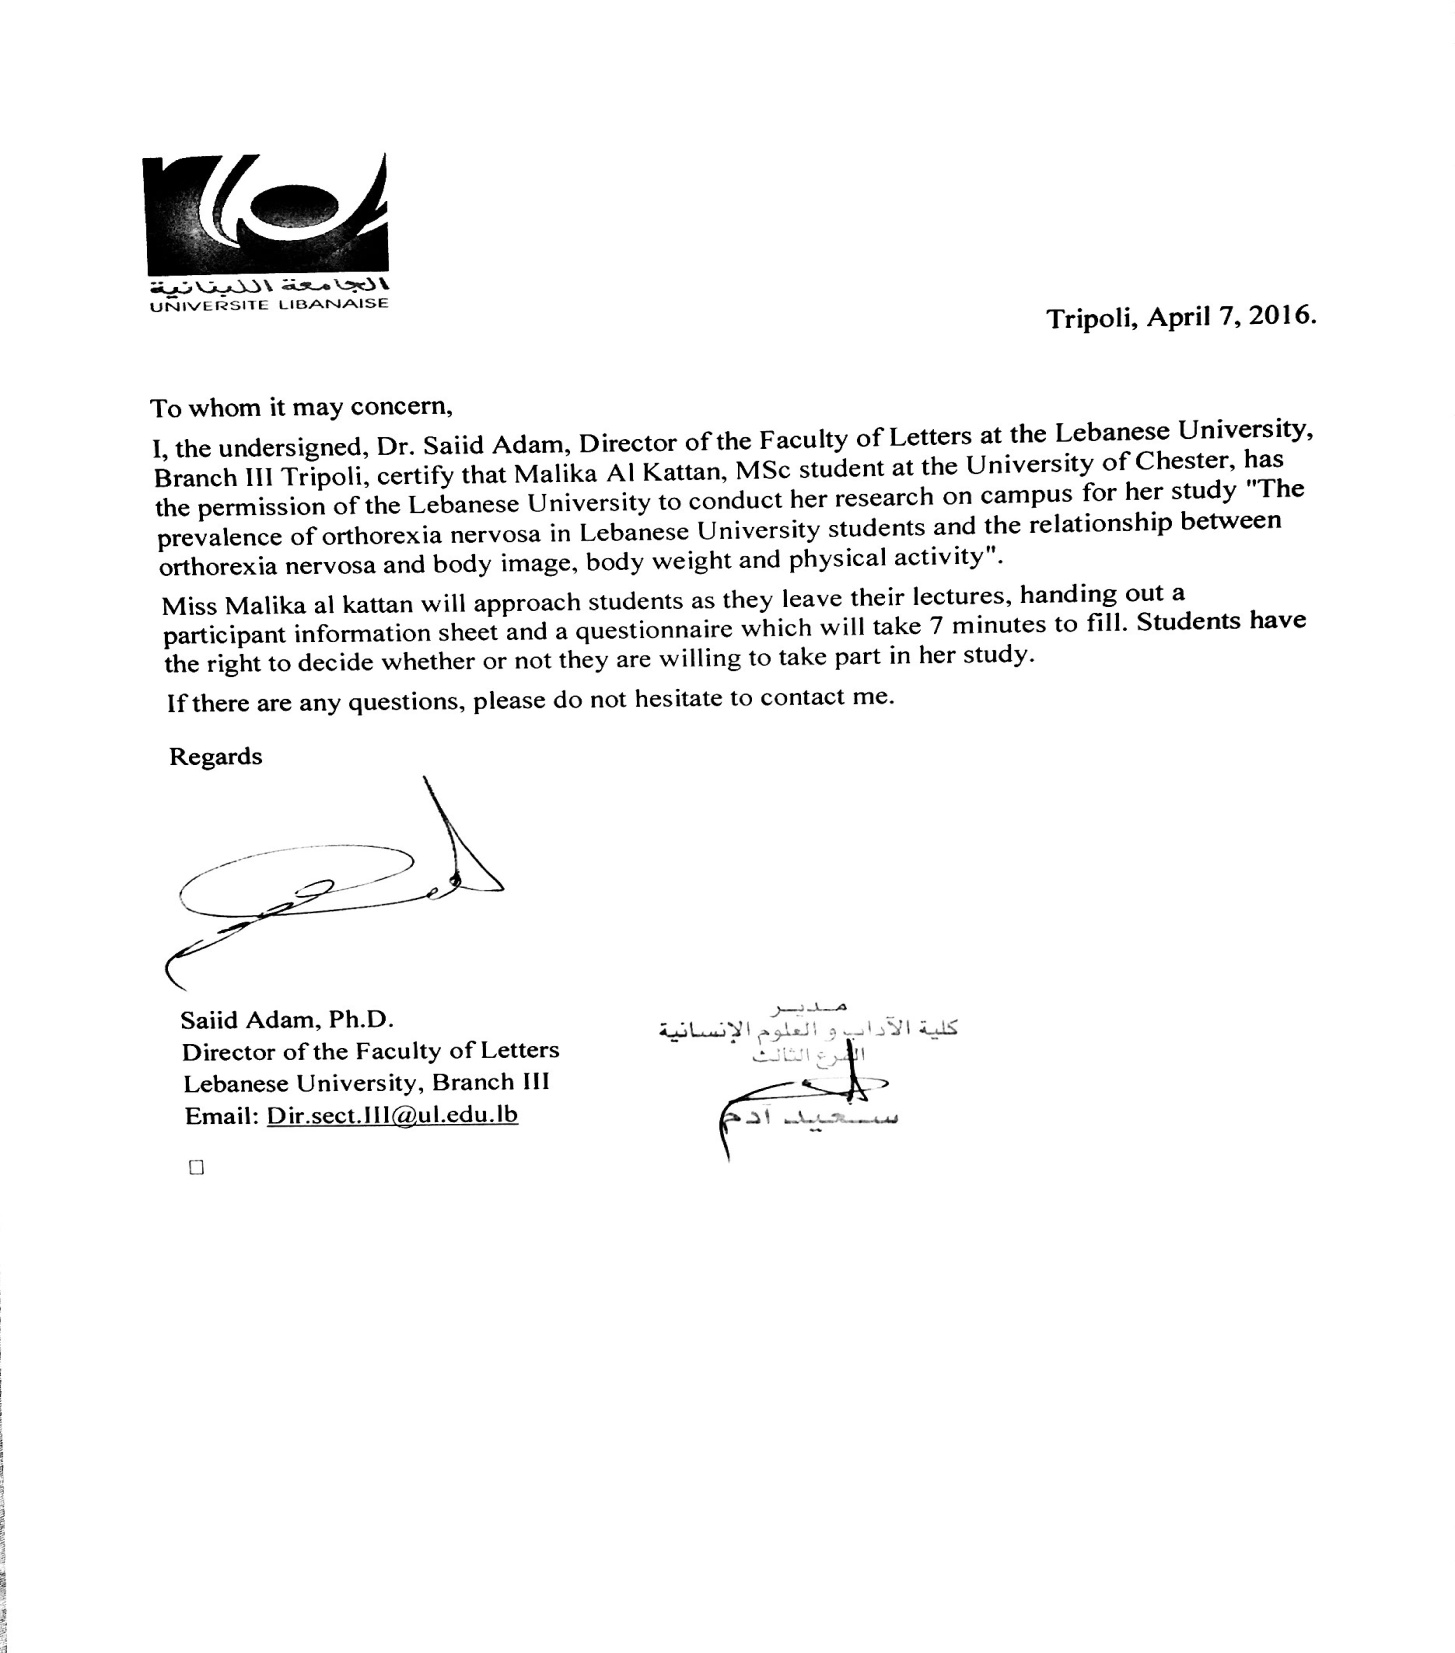 الجامعة اللبنانية
UNIVERSITE LIBANAISE
Tripoli, April 7, 2016.
To whom it may concern,
I, the undersigned, Dr. Saiid Adam, Director of the Faculty of Letters at the Lebanese University,
Branch III Tripoli, certify that Malika Al Kattan, MSc student at the University of Chester, has
the permission of the Lebanese University to conduct her research on campus for her study "The
prevalence of orthorexia nervosa in Lebanese University students and the relationship between
orthorexia nervosa and body image, body weight and physical activity".
Miss Malika al kattan will approach students as they leave their lectures, handing out a
participant information sheet and a questionnaire which will take 7 minutes to fill. Students have
the right to decide whether or not they are willing to take part in her study.
If there are any questions, please do not hesitate to contact me.
Regards
Saiid Adam, Ph.D.
Director of the Faculty of Letters
Lebanese University, Branch III
Email: Dir.sect.III@ul.edu.lb
مدير
كلية الآداب و العلوم الإنسانية
الفرع الثالث
سعيد آدم